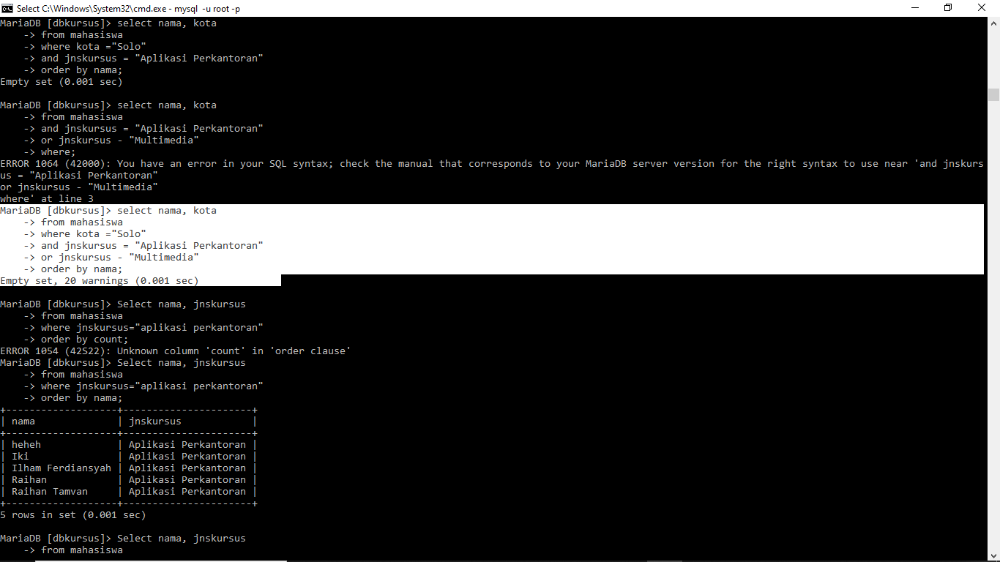 Select C:\Windows\System32\cmd.exe - mysql  -u root -p
MariaDB [dbkursus]> select nama, kota
    -> from mahasiswa
    -> where kota ="Solo"
    -> and jnskursus = "Aplikasi Perkantoran"
    -> order by nama;
Empty set (0.001 sec)

MariaDB [dbkursus]> select nama, kota
    -> from mahasiswa
    -> and jnskursus = "Aplikasi Perkantoran"
    -> or jnskursus - "Multimedia"
    -> where;
ERROR 1064 (42000): You have an error in your SQL syntax; check the manual that corresponds to your MariaDB server version for the right syntax to use near 'and jnskurs
us = "Aplikasi Perkantoran"
or jnskursus - "Multimedia"
where' at line 3
MariaDB [dbkursus]> select nama, kota
    -> from mahasiswa
    -> where kota ="Solo"
    -> and jnskursus = "Aplikasi Perkantoran"
    -> or jnskursus - "Multimedia"
    -> order by nama;
Empty set, 20 warnings (0.001 sec)

MariaDB [dbkursus]> Select nama, jnskursus
    -> from mahasiswa
    -> where jnskursus="aplikasi perkantoran"
    -> order by count;
ERROR 1054 (42S22): Unknown column 'count' in 'order clause'
MariaDB [dbkursus]> Select nama, jnskursus
    -> from mahasiswa
    -> where jnskursus="aplikasi perkantoran"
    -> order by nama;
+-------------------+----------------------+
| nama              | jnskursus            |
+-------------------+----------------------+
| heheh             | Aplikasi Perkantoran |
| Iki               | Aplikasi Perkantoran |
| Ilham Ferdiansyah | Aplikasi Perkantoran |
| Raihan            | Aplikasi Perkantoran |
| Raihan Tamvan     | Aplikasi Perkantoran |
+-------------------+----------------------+
5 rows in set (0.001 sec)

MariaDB [dbkursus]> Select nama, jnskursus
    -> from mahasiswa